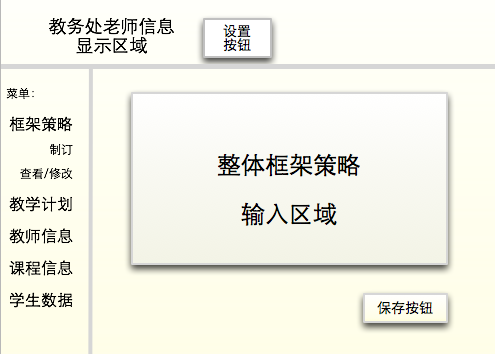 教务处老师信息
显示区域
设置
按钮
菜单：
框架策略
制订
查看/修改
教学计划
教师信息
课程信息
学生数据
整体框架策略
输入区域
保存按钮